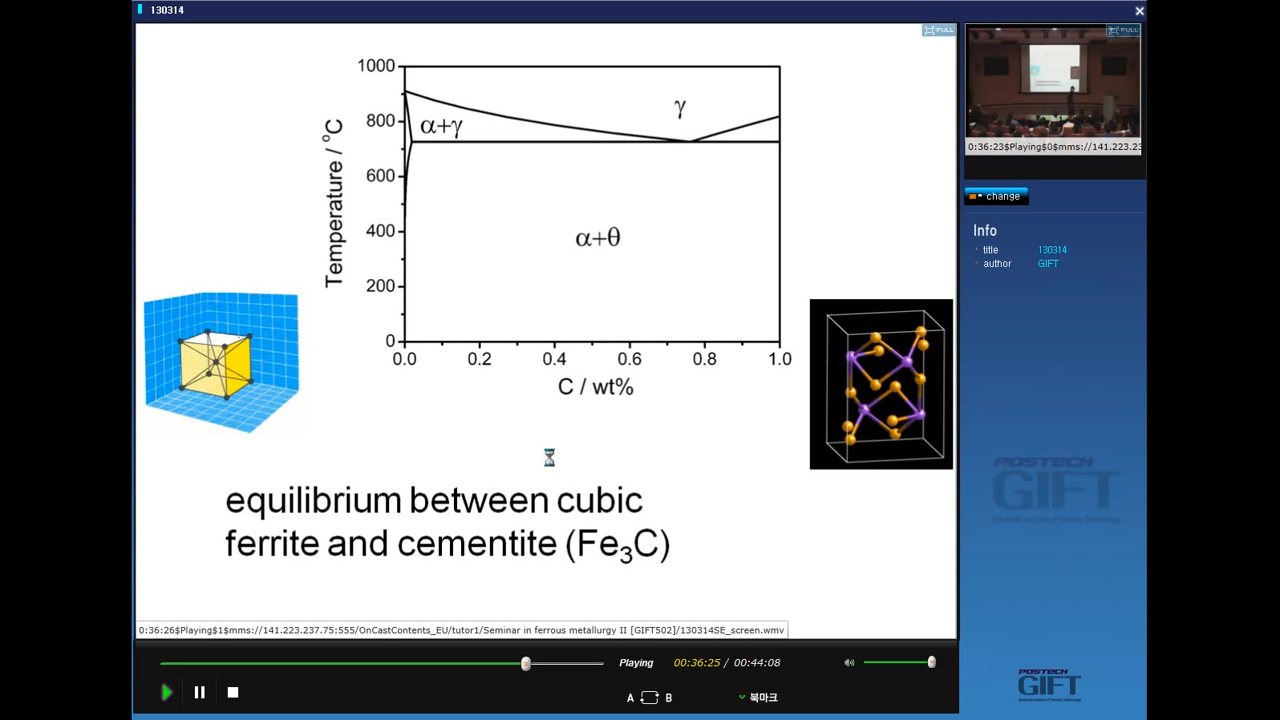 130314
FULL
FULL
1000
800
600
400
200
0
Temperature / °C
α+γ
γ
α+θ
0.0 0.2 0.4 0.6 0.8 1.0
C / wt%
equilibrium between cubic
ferrite and cementite (Fe₃C)
0:36:23$Playing$0$mms://141.223.23
change
Info
title 130314
author GIFT
POSTECH
GIFT
0:36:26$Playing$1$mms://141.223.237.75:555/OnCastContents_EU/tutor1/Seminar in ferrous metallurgy II [GIFT502]/130314SE_screen.wmv
Playing 00:36:25 / 00:44:08
A B 북마크
POSTECH
GIFT